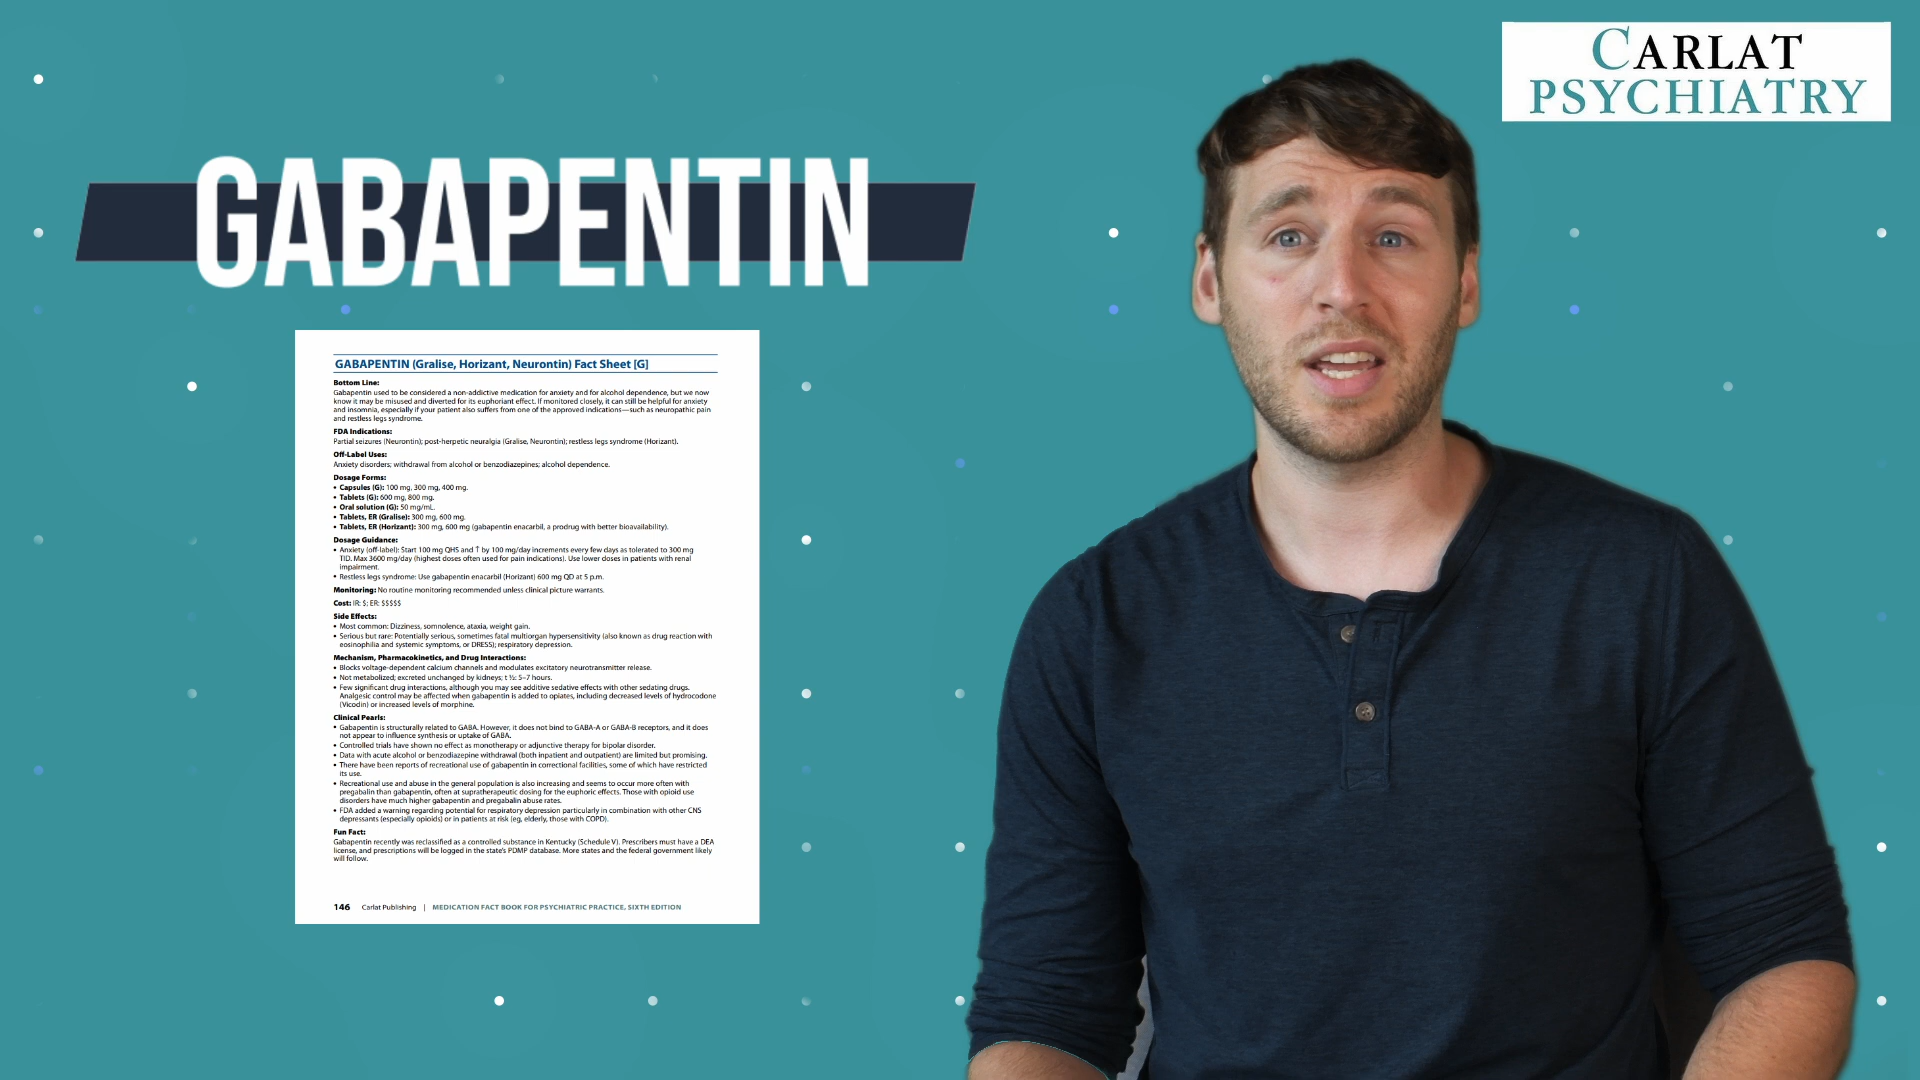 CARLAT
PSYCHIATRY
GABAPENTIN
GABAPENTIN (Gralise, Horizant, Neurontin) Fact Sheet [G]
Bottom Line:
Gabapentin used to be considered a non-addictive medication for anxiety and for alcohol dependence, but we now
know it may be misused and diverted for its euphoriant effect. If monitored closely, it can still be helpful for anxiety
and insomnia, especially if your patient also suffers from one of the approved indications—such as neuropathic pain
and restless legs syndrome.
FDA Indications:
Partial seizures (Neurontin); post-herpetic neuralgia (Gralise, Neurontin); restless legs syndrome (Horizant).
Off-Label Uses:
Anxiety disorders; withdrawal from alcohol or benzodiazepines; alcohol dependence.
Dosage Forms:
• Capsules (G): 100 mg, 300 mg, 400 mg.
• Tablets (G): 600 mg, 800 mg.
• Oral solution (G): 50 mg/mL.
• Tablets, ER (Gralise): 300 mg, 600 mg.
• Tablets, ER (Horizant): 300 mg, 600 mg (gabapentin enacarbil, a prodrug with better bioavailability).
Dosage Guidance:
• Anxiety (off-label): Start 100 mg QHS and ↑ by 100 mg/day increments every few days as tolerated to 300 mg
TID. Max 3600 mg/day (highest doses often used for pain indications). Use lower doses in patients with renal
impairment.
• Restless legs syndrome: Use gabapentin enacarbil (Horizant) 600 mg QD at 5 p.m.
Monitoring: No routine monitoring recommended unless clinical picture warrants.
Cost: IR: $; ER: $$$$$
Side Effects:
• Most common: Dizziness, somnolence, ataxia, weight gain.
• Serious but rare: Potentially serious, sometimes fatal multiorgan hypersensitivity (also known as drug reaction with
eosinophilia and systemic symptoms, or DRESS); respiratory depression.
Mechanism, Pharmacokinetics, and Drug Interactions:
• Blocks voltage-dependent calcium channels and modulates excitatory neurotransmitter release.
• Not metabolized; excreted unchanged by kidneys; t ½: 5–7 hours.
• Few significant drug interactions, although you may see additive sedative effects with other sedating drugs.
Analgesic control may be affected when gabapentin is added to opiates, including decreased levels of hydrocodone
(Vicodin) or increased levels of morphine.
Clinical Pearls:
• Gabapentin is structurally related to GABA. However, it does not bind to GABA-A or GABA-B receptors, and it does
not appear to influence synthesis or uptake of GABA.
• Controlled trials have shown no effect as monotherapy or adjunctive therapy for bipolar disorder.
• Data with acute alcohol or benzodiazepine withdrawal (both inpatient and outpatient) are limited but promising.
• There have been reports of recreational use of gabapentin in correctional facilities, some of which have restricted
its use.
• Recreational use and abuse in the general population is also increasing and seems to occur more often with
pregabalin than gabapentin, often at supratherapeutic dosing for the euphoric effects. Those with opioid use
disorders have much higher gabapentin and pregabalin abuse rates.
• FDA added a warning regarding potential for respiratory depression particularly in combination with other CNS
depressants (especially opioids) or in patients at risk (eg, elderly, those with COPD).
Fun Fact:
Gabapentin recently was reclassified as a controlled substance in Kentucky (Schedule V). Prescribers must have a DEA
license, and prescriptions will be logged in the state's PDMP database. More states and the federal government likely
will follow.
146 Carlat Publishing | MEDICATION FACT BOOK FOR PSYCHIATRIC PRACTICE, SIXTH EDITION